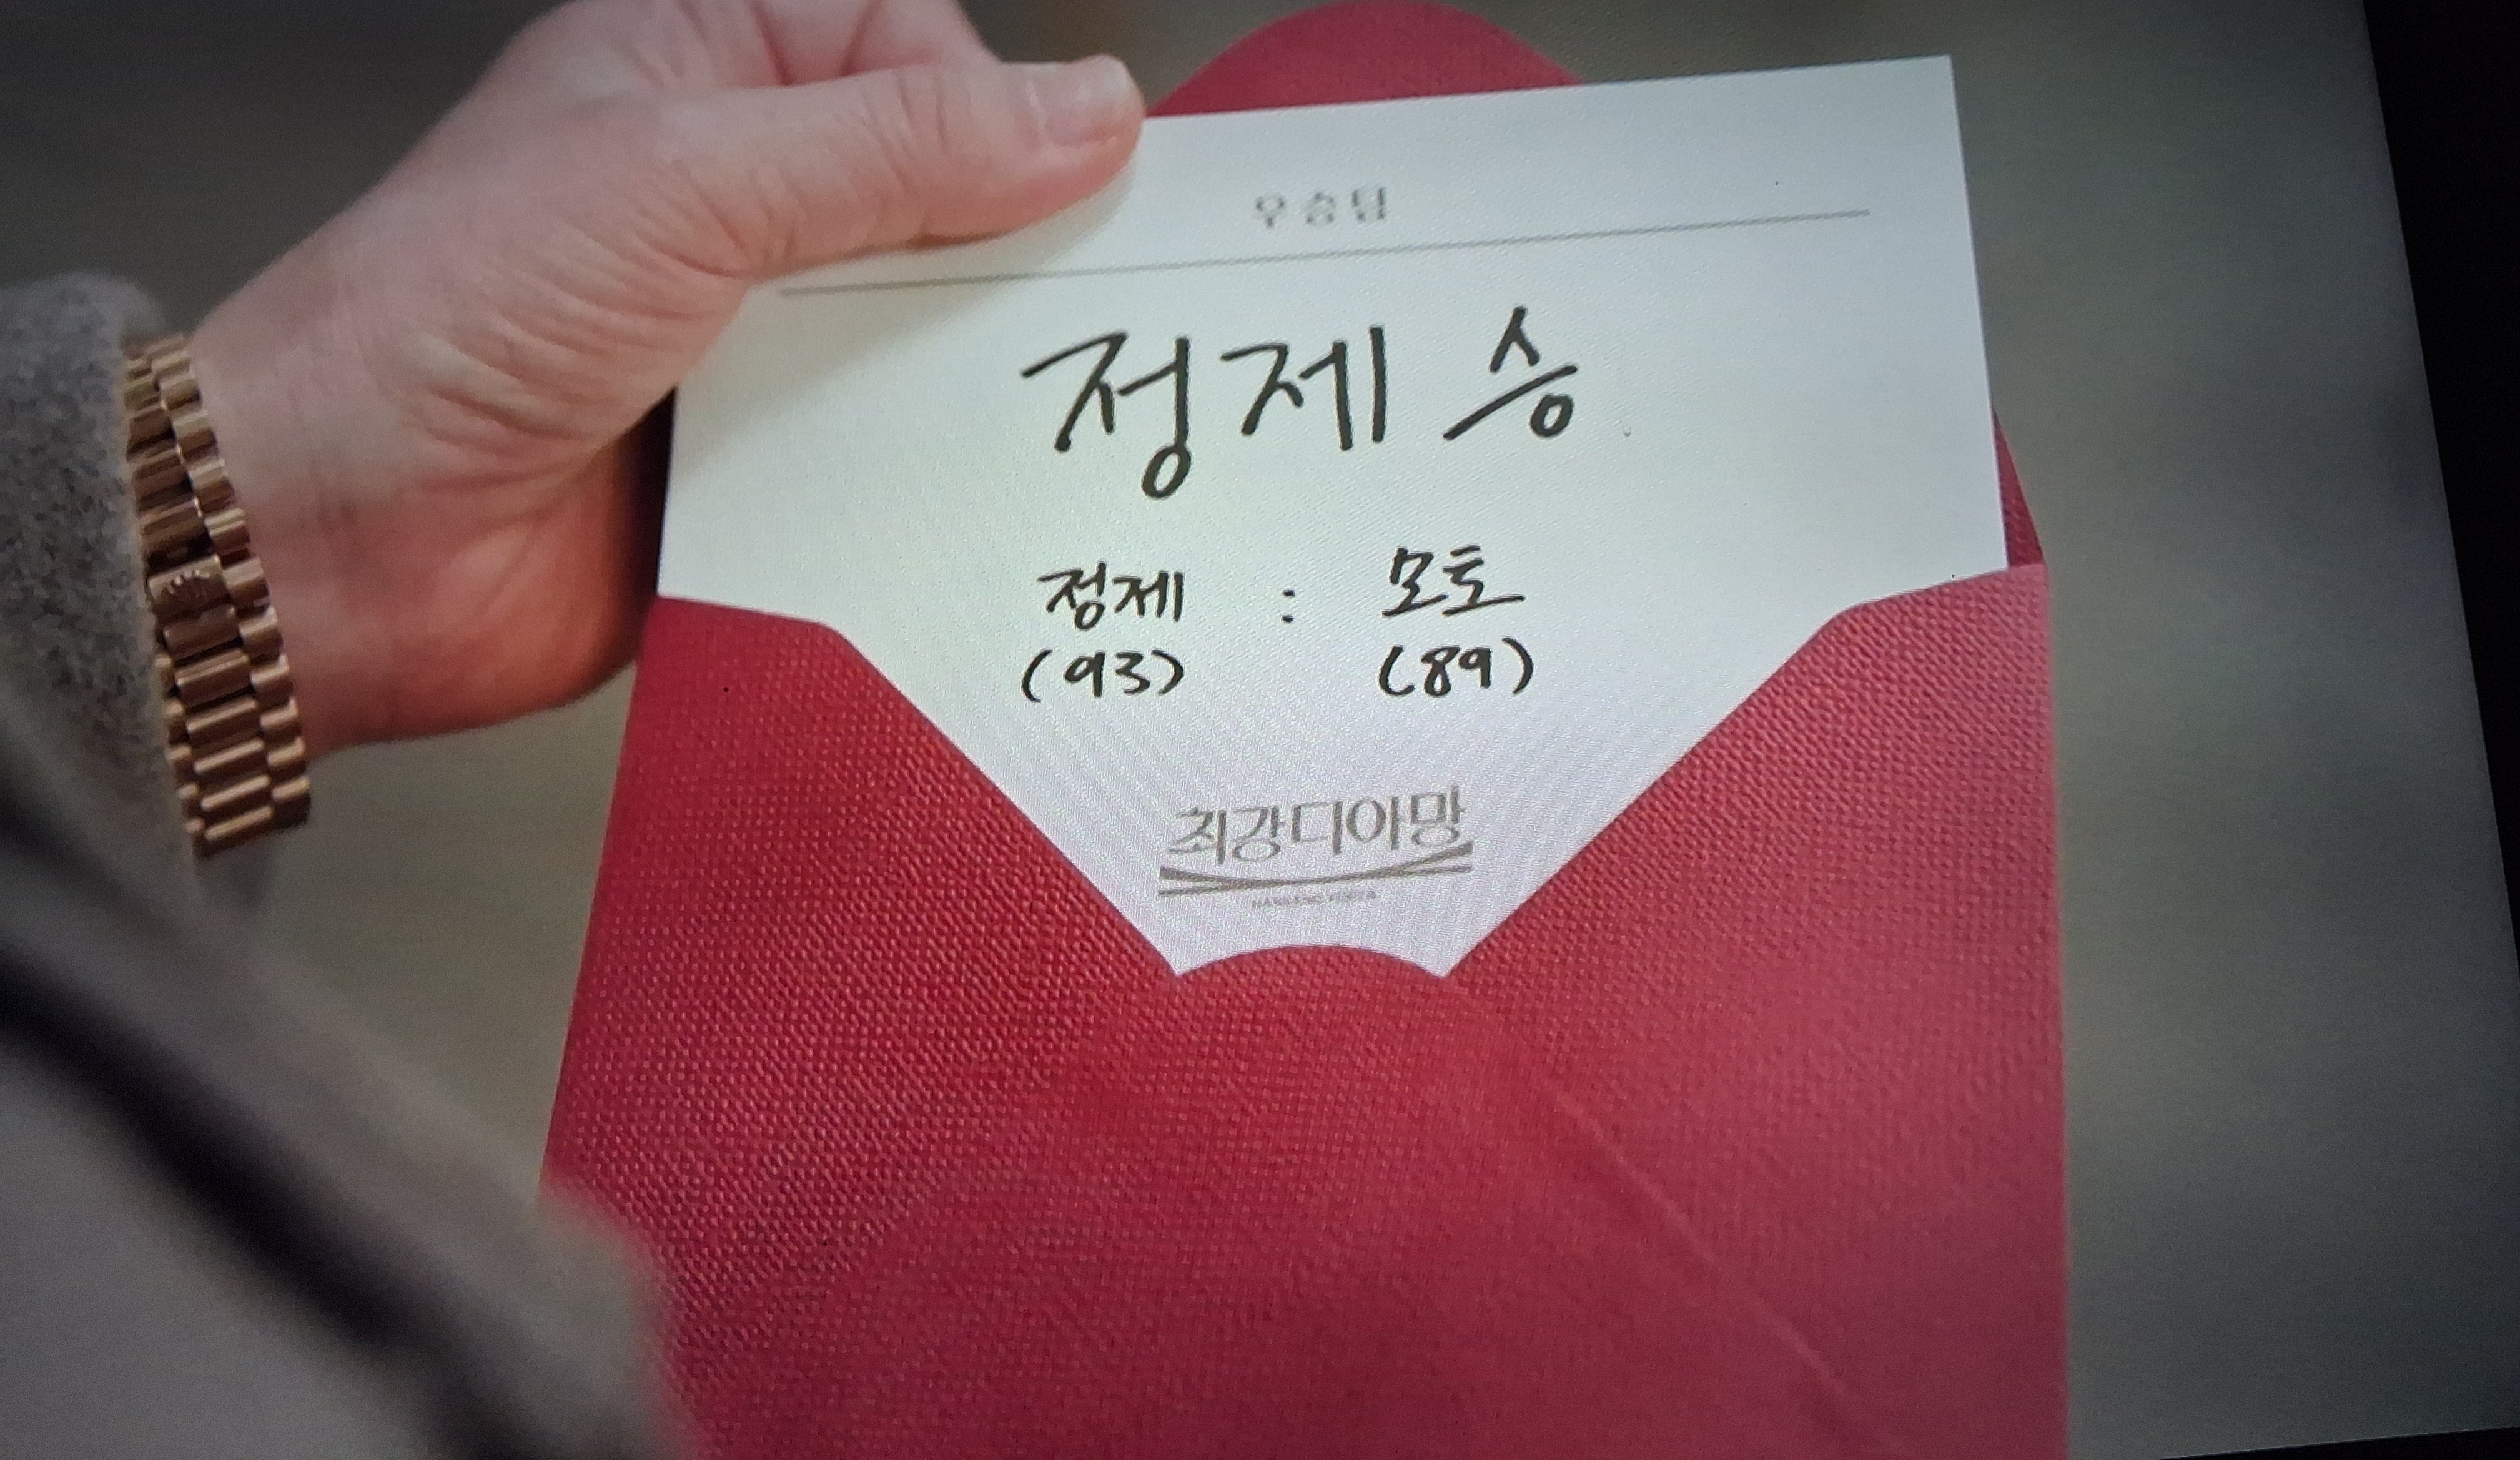 우승팀
정제 승
정제 : 모토
(93) (89)
최강디아망